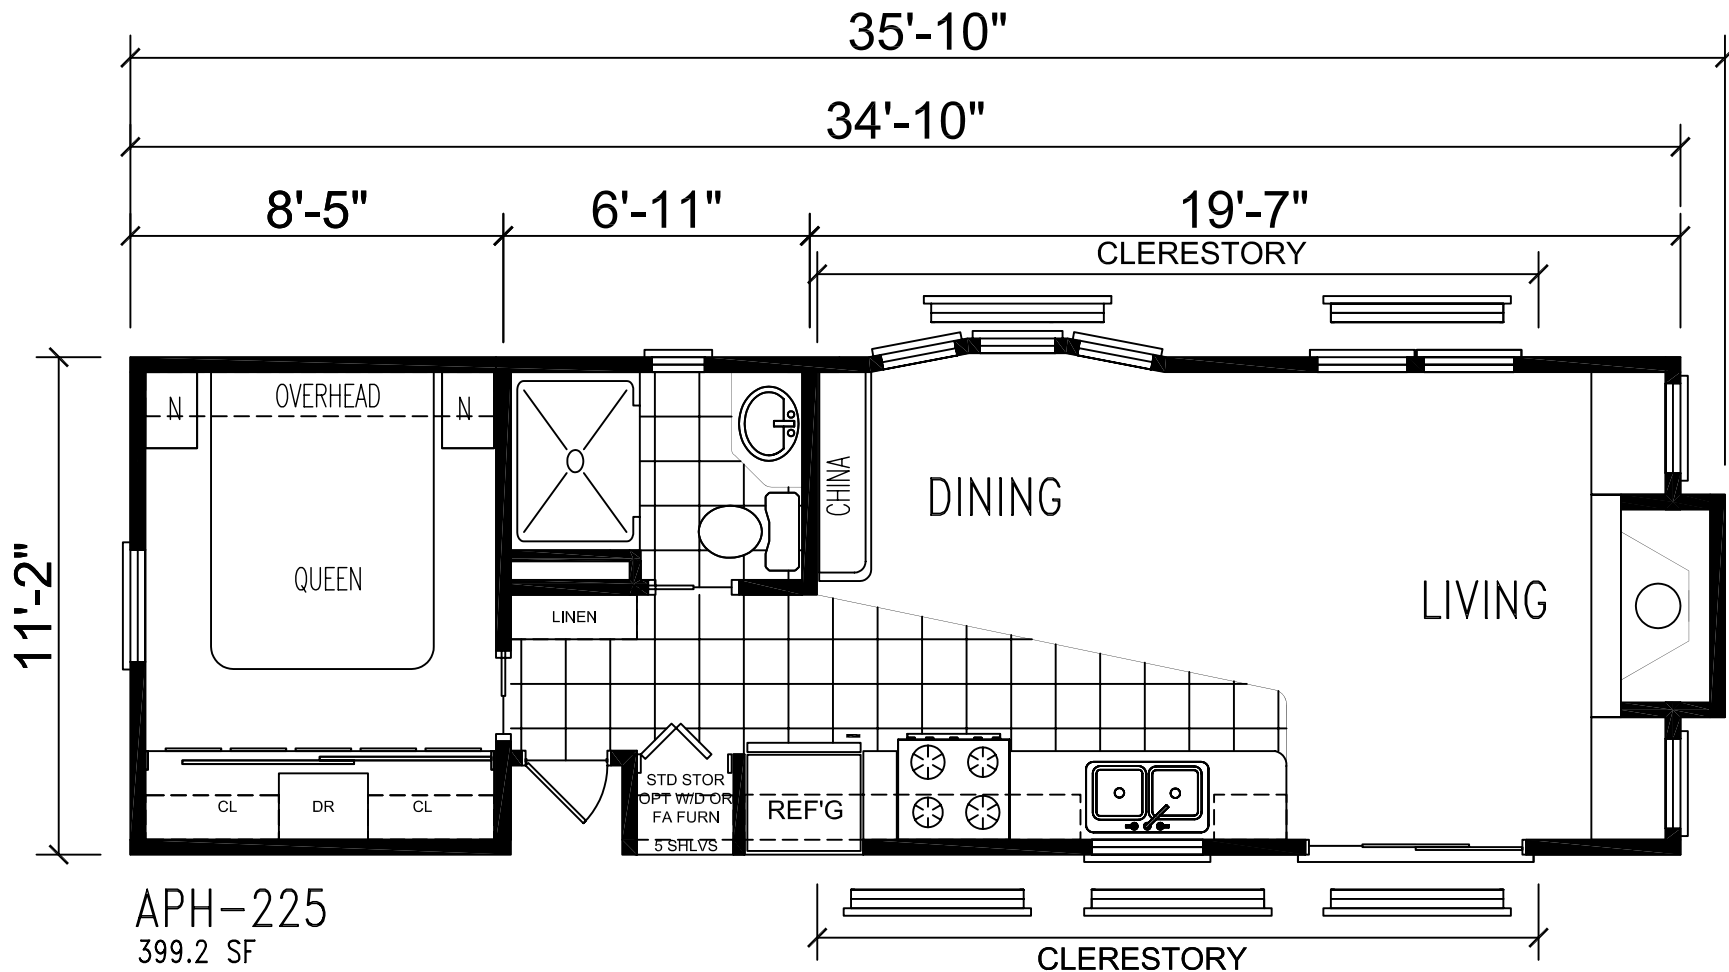 35'-10"
34'-10"
8'-5"
6'-11"
19'-7"
CLERESTORY
OVERHEAD
N
N
CHINA
DINING
QUEEN
LIVING
LINEN
11'-2"
CL
DR
CL
STD STOR
OPT W/D OR
FA FURN
5 SHLVS
REF'G
APH-225
399.2 SF
CLERESTORY